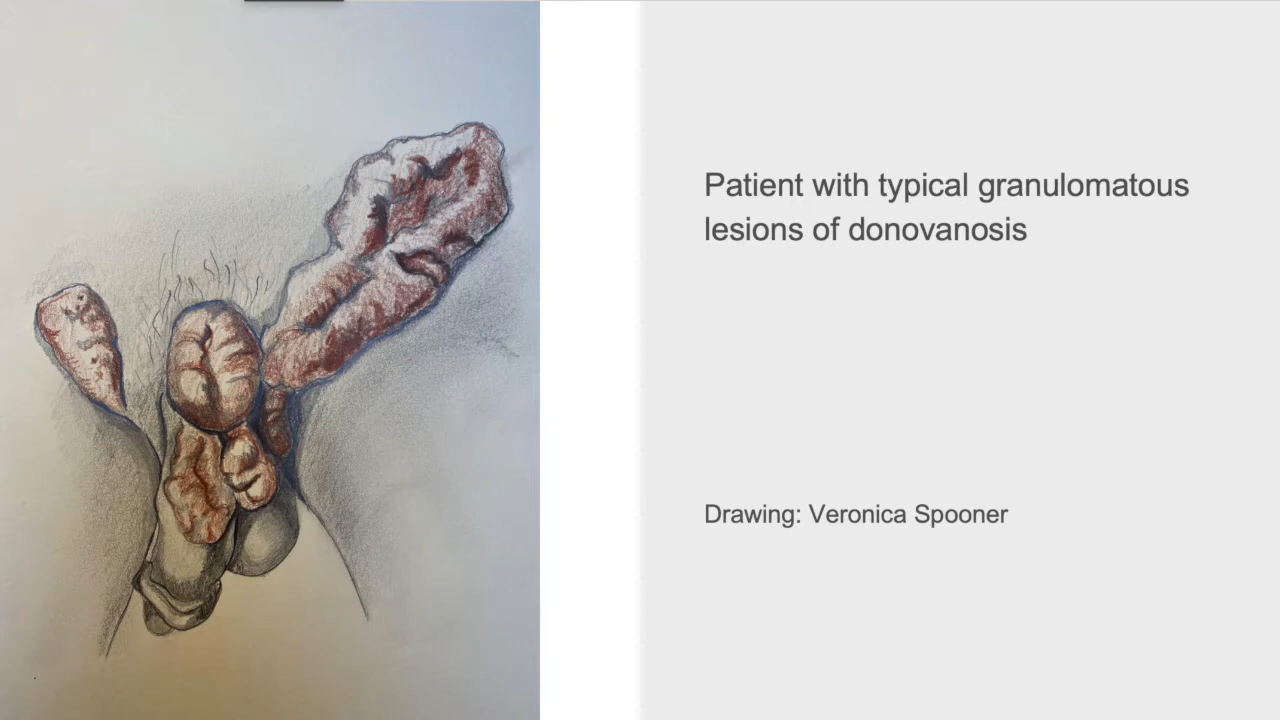 Patient with typical granulomatous
lesions of donovanosis
Drawing: Veronica Spooner